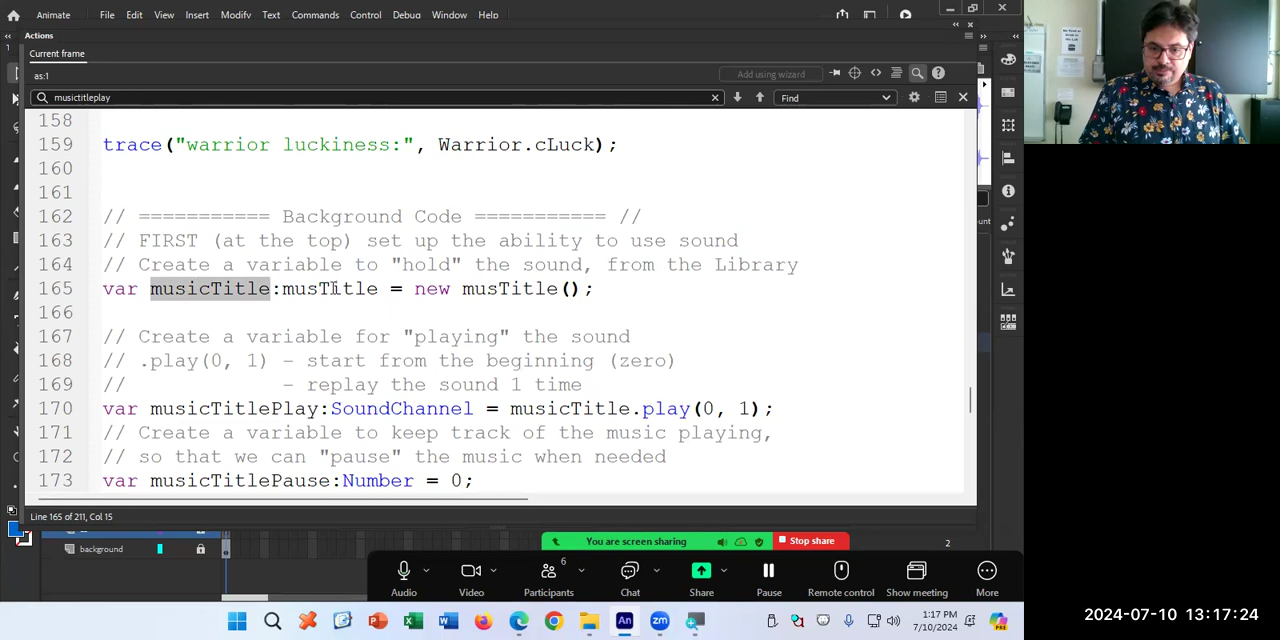 Animate File Edit View Insert Modify Text Commands Control Debug Window Help
Actions
Current frame
as:1
Add using wizard
musictitleplay
Find
158
159 trace("warrior luckiness:", Warrior.cLuck);
160
161
162 // =========== Background Code =========== //
163 // FIRST (at the top) set up the ability to use sound
164 // Create a variable to "hold" the sound, from the Library
165 var musicTitle:musTitle = new musTitle();
166
167 // Create a variable for "playing" the sound
168 // .play(0, 1) - start from the beginning (zero)
169 // - replay the sound 1 time
170 var musicTitlePlay:SoundChannel = musicTitle.play(0, 1);
171 // Create a variable to keep track of the music playing,
172 // so that we can "pause" the music when needed
173 var musicTitlePause:Number = 0;
Line 165 of 211, Col 15
background
You are screen sharing
Stop share
2
6
Audio Video Participants Chat Share Pause Remote control Show meeting More
1:17 PM
7/10/2024
2024-07-10 13:17:24